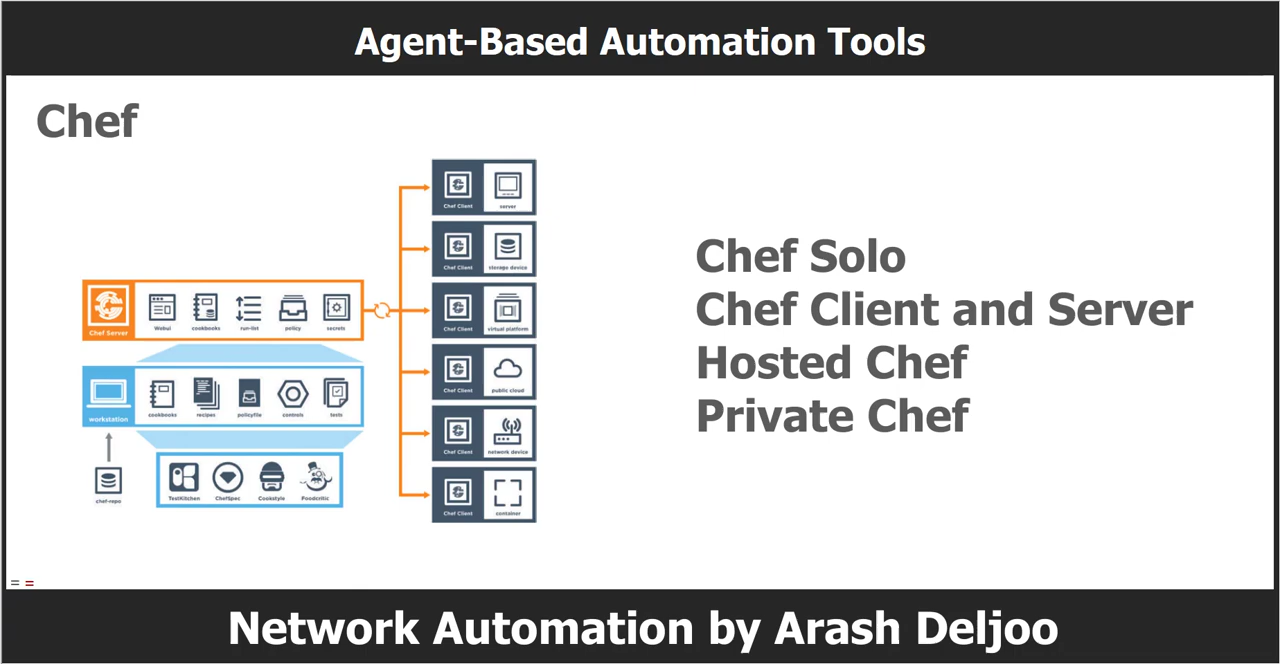 Agent-Based Automation Tools
Chef
Chef Server
Webui
cookbooks
run-list
policy
secrets
workstation
cookbooks
recipes
policyfile
controls
tests
chef-repo
TestKitchen
ChefSpec
Cookstyle
Foodcritic
Chef Client
server
Chef Client
storage device
Chef Client
virtual platform
Chef Client
public cloud
Chef Client
network device
Chef Client
container
Chef Solo
Chef Client and Server
Hosted Chef
Private Chef
Network Automation by Arash Deljoo